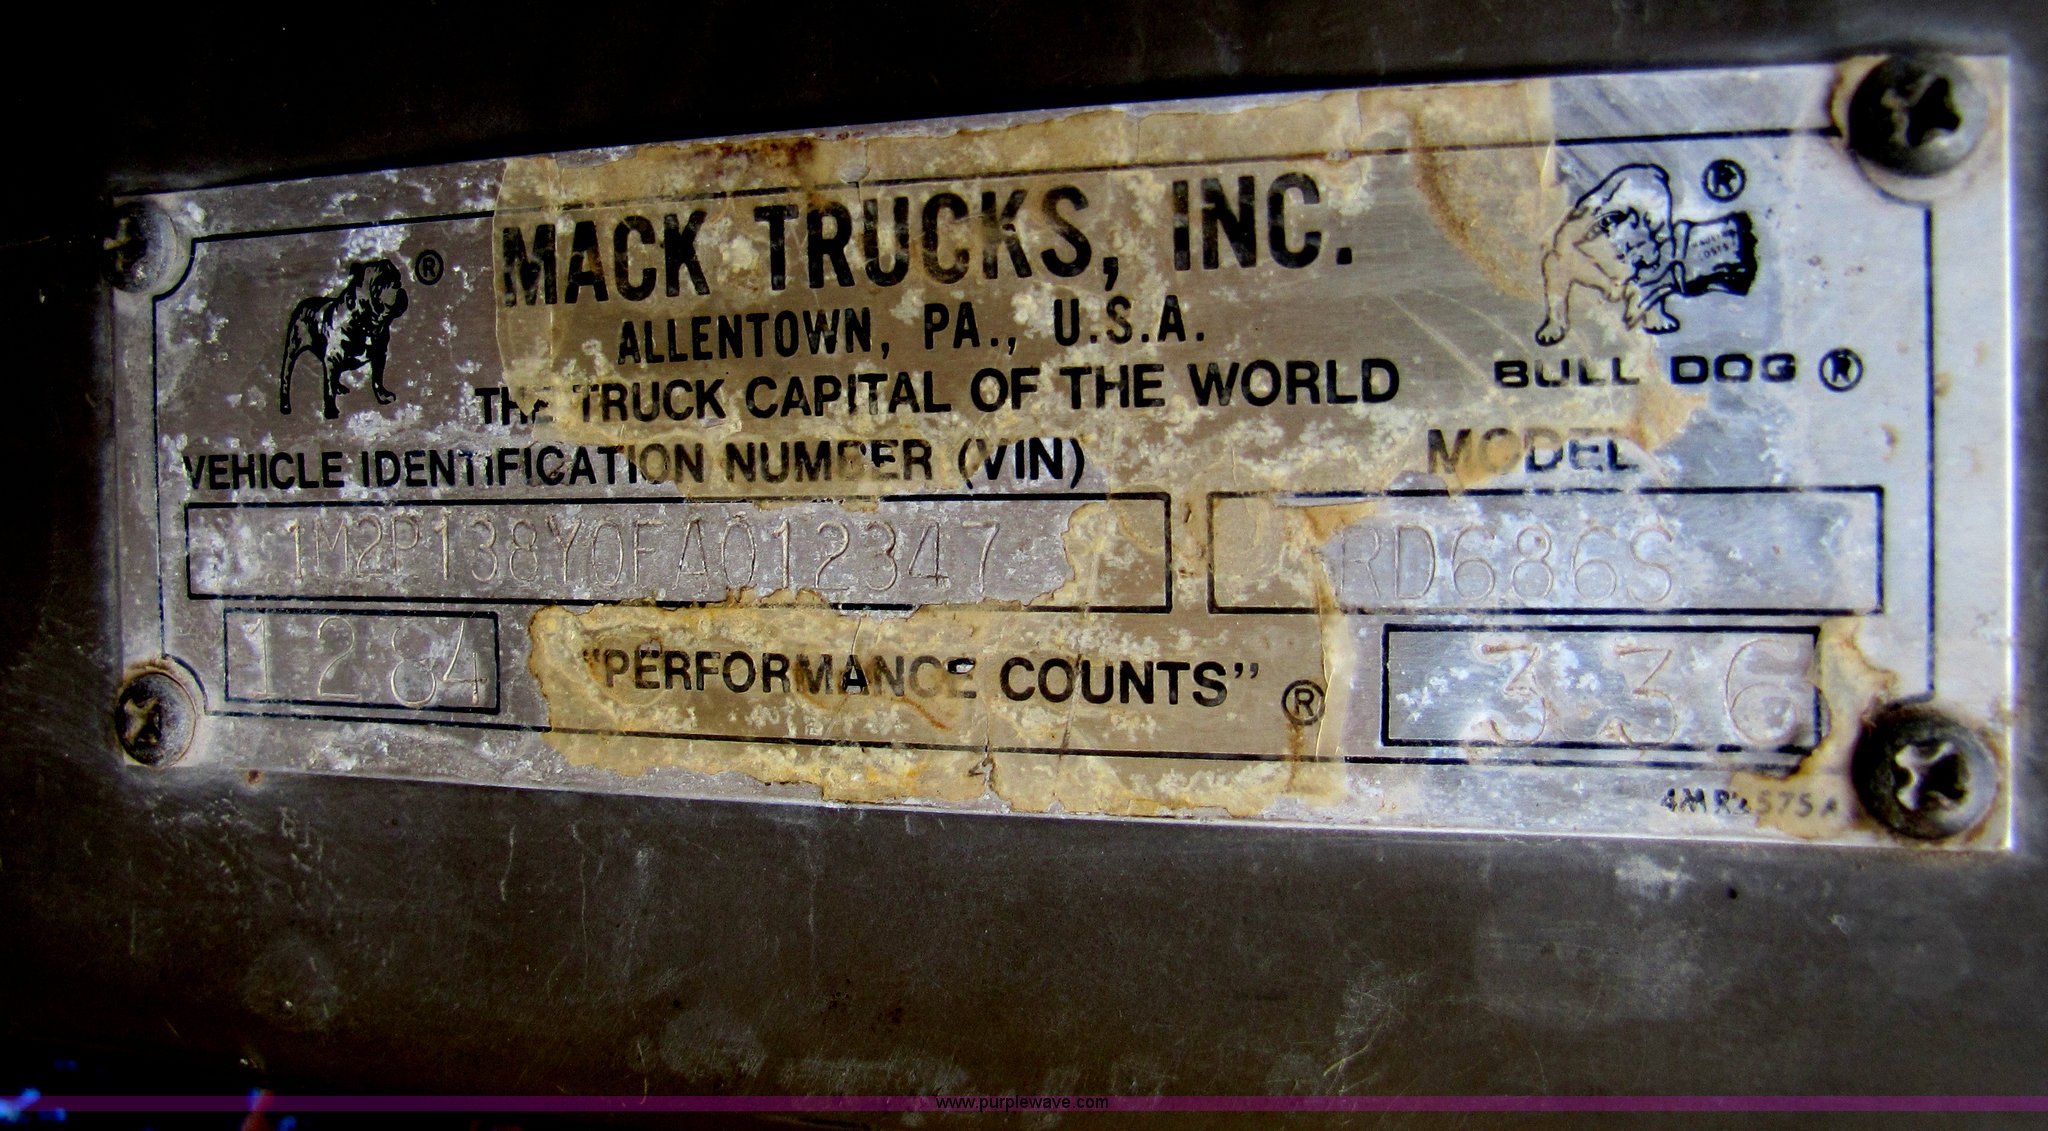 MACK TRUCKS, INC.
ALLENTOWN, PA., U.S.A.
THE TRUCK CAPITAL OF THE WORLD
®
®
BULL DOG ®
VEHICLE IDENTIFICATION NUMBER (VIN)
MODEL
1M2P138Y0FA012347
RD686S
1284
"PERFORMANCE COUNTS" ®
336
www.purplewave.com